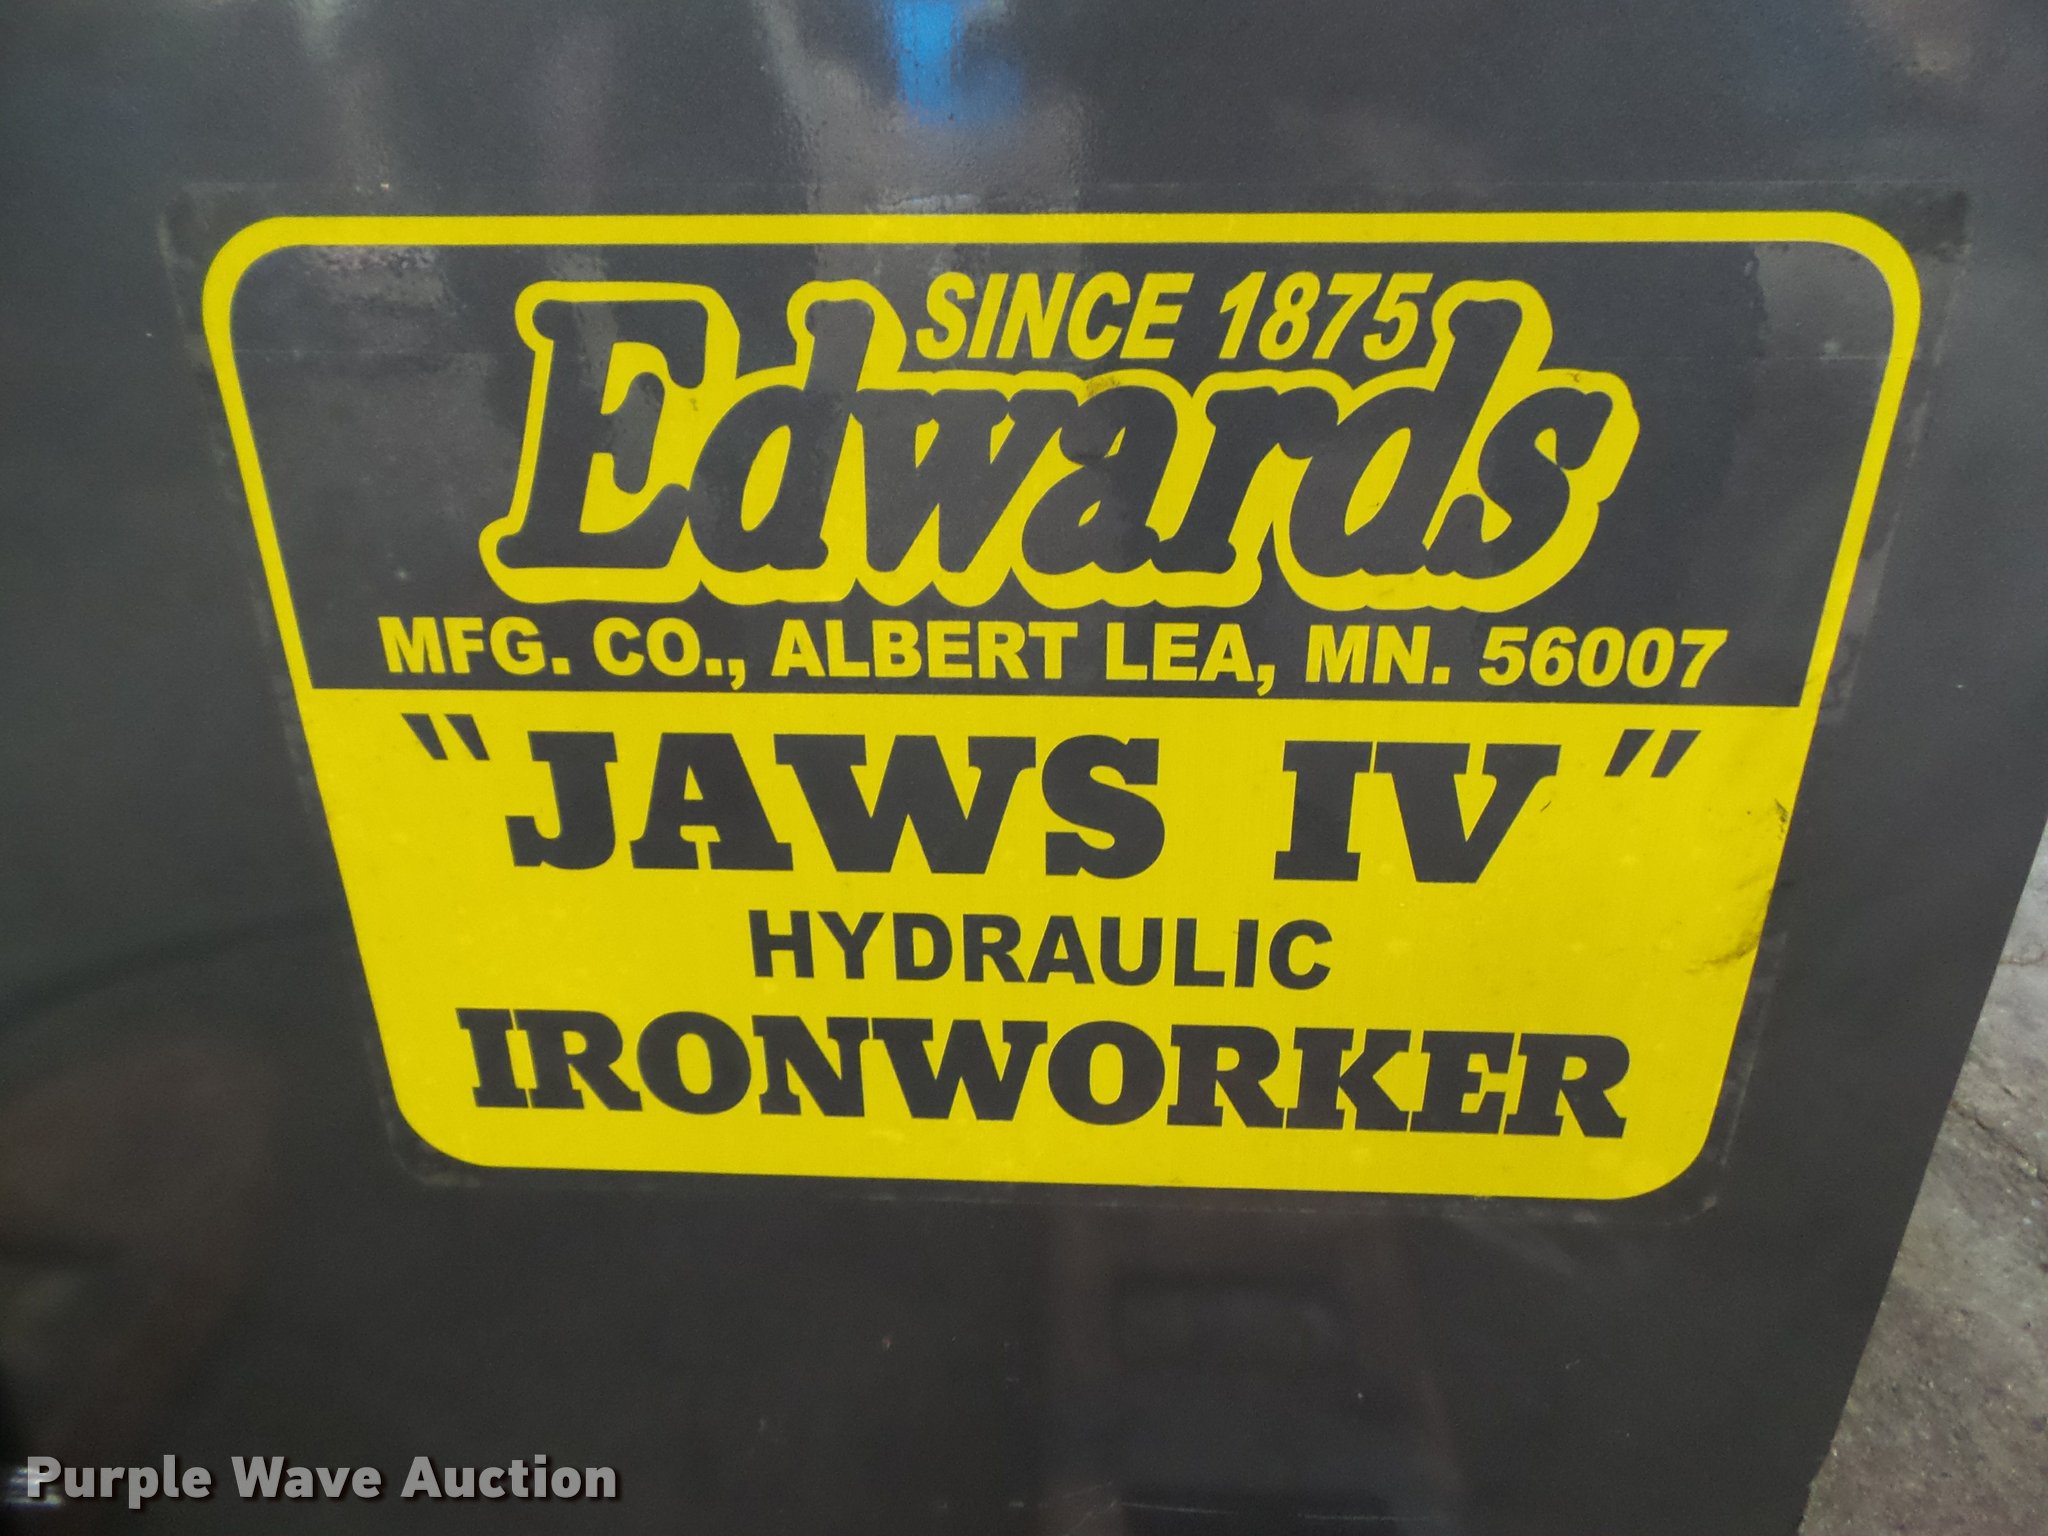 SINCE 1875
Edwards
MFG. CO., ALBERT LEA, MN. 56007
"JAWS IV"
HYDRAULIC
IRONWORKER
Purple Wave Auction